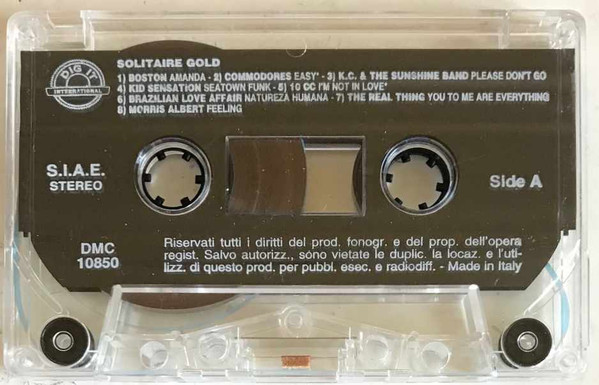 DIG IT
INTERNATIONAL
SOLITAIRE GOLD
1) BOSTON AMANDA - 2) COMMODORES EASY* - 3) K.C. & THE SUNSHINE BAND PLEASE DON'T GO
4) KID SENSATION SEATOWN FUNK - 5) 10 CC I'M NOT IN LOVE*
6) BRAZILIAN LOVE AFFAIR NATUREZA HUMANA - 7) THE REAL THING YOU TO ME ARE EVERYTHING
8) MORRIS ALBERT FEELING
S.I.A.E.
STEREO
Side A
DMC
10850
Riservati tutti i diritti del prod. fonogr. e del prop. dell'opera
regist. Salvo autorizz., sóno vietate le duplic. la locaz. e l'uti-
lizz. di questo prod. per pubbl. esec. e radiodiff. - Made in Italy